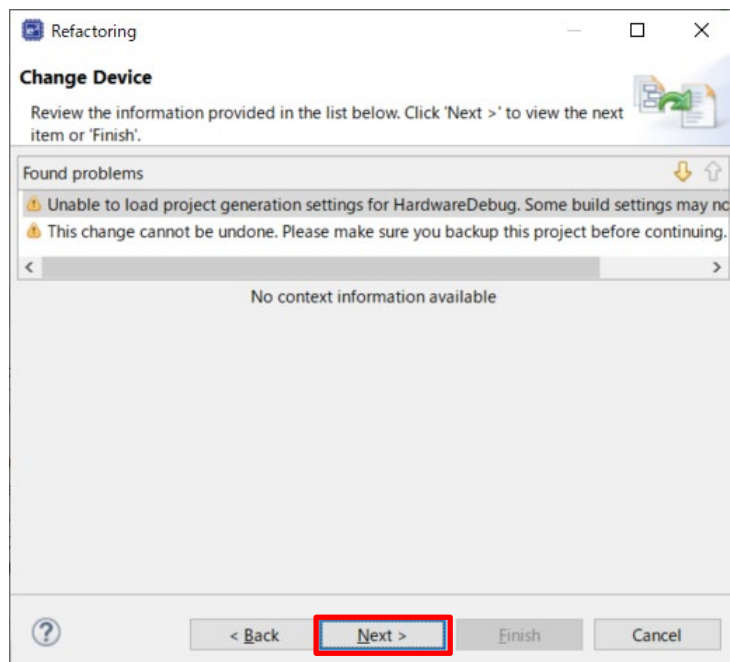 Refactoring
Change Device
Review the information provided in the list below. Click 'Next >' to view the next
item or 'Finish'.
Found problems
Unable to load project generation settings for HardwareDebug. Some build settings may no
This change cannot be undone. Please make sure you backup this project before continuing.
No context information available
< Back
Next >
Finish
Cancel